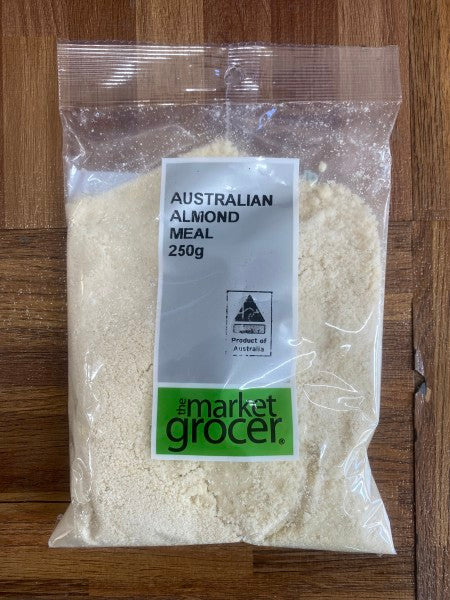 AUSTRALIAN
ALMOND
MEAL
250g
Product of
Australia
the market
grocer®